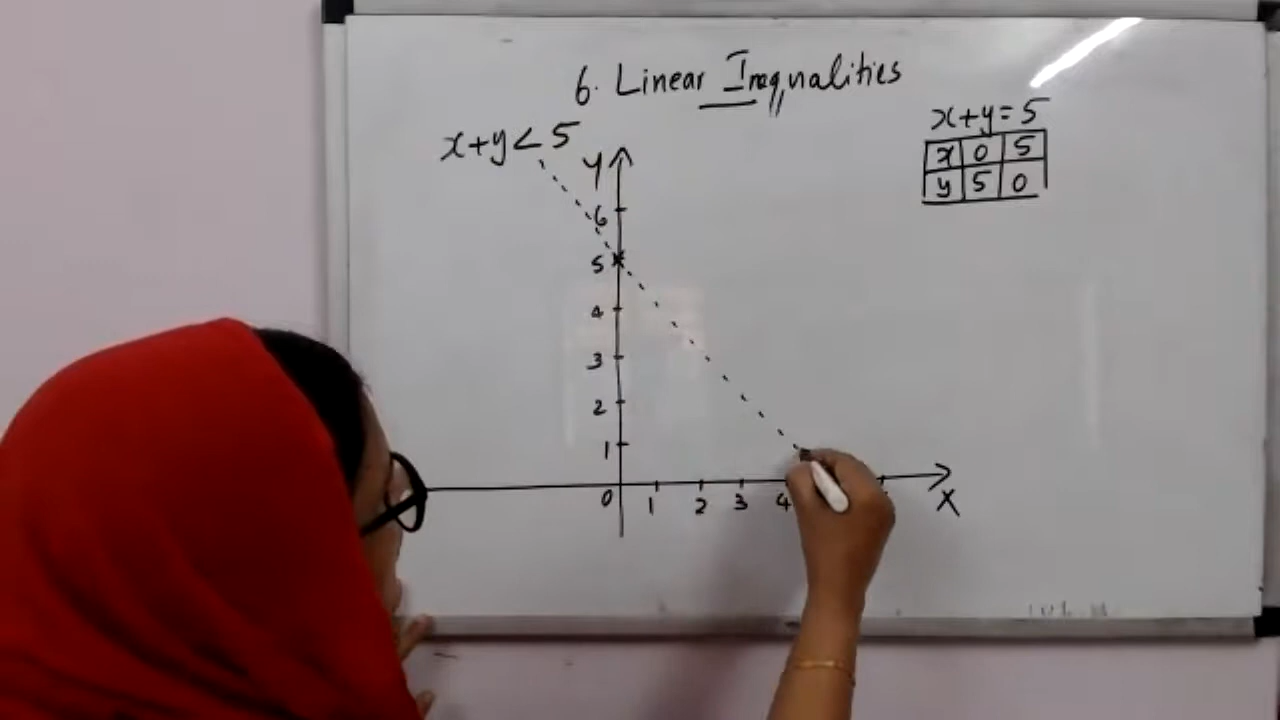 6. Linear Inequalities
x+y<5
x+y=5
x 0 5
y 5 0
Y
6
5
4
3
2
1
0 1 2 3 4
X